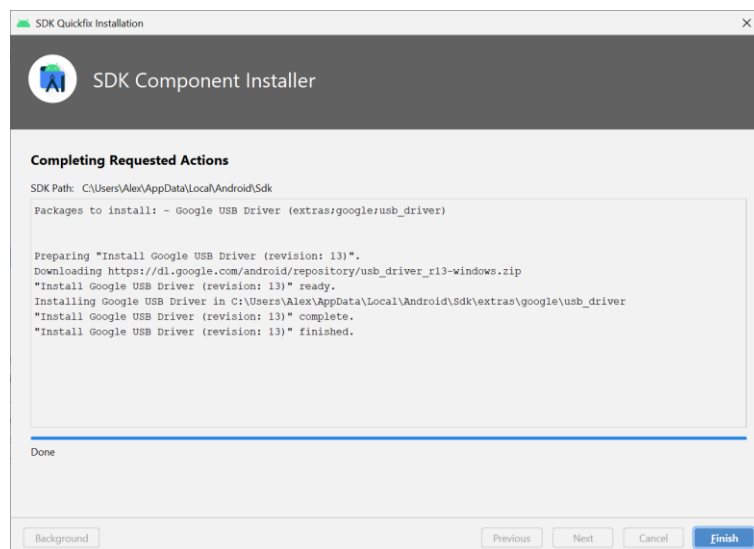 SDK Quickfix Installation
SDK Component Installer
Completing Requested Actions
SDK Path: C:\Users\Alex\AppData\Local\Android\Sdk
Packages to install: - Google USB Driver (extras;google;usb_driver)
Preparing "Install Google USB Driver (revision: 13)".
Downloading https://dl.google.com/android/repository/usb_driver_r13-windows.zip
"Install Google USB Driver (revision: 13)" ready.
Installing Google USB Driver in C:\Users\Alex\AppData\Local\Android\Sdk\extras\google\usb_driver
"Install Google USB Driver (revision: 13)" complete.
"Install Google USB Driver (revision: 13)" finished.
Done
Background
Previous
Next
Cancel
Finish